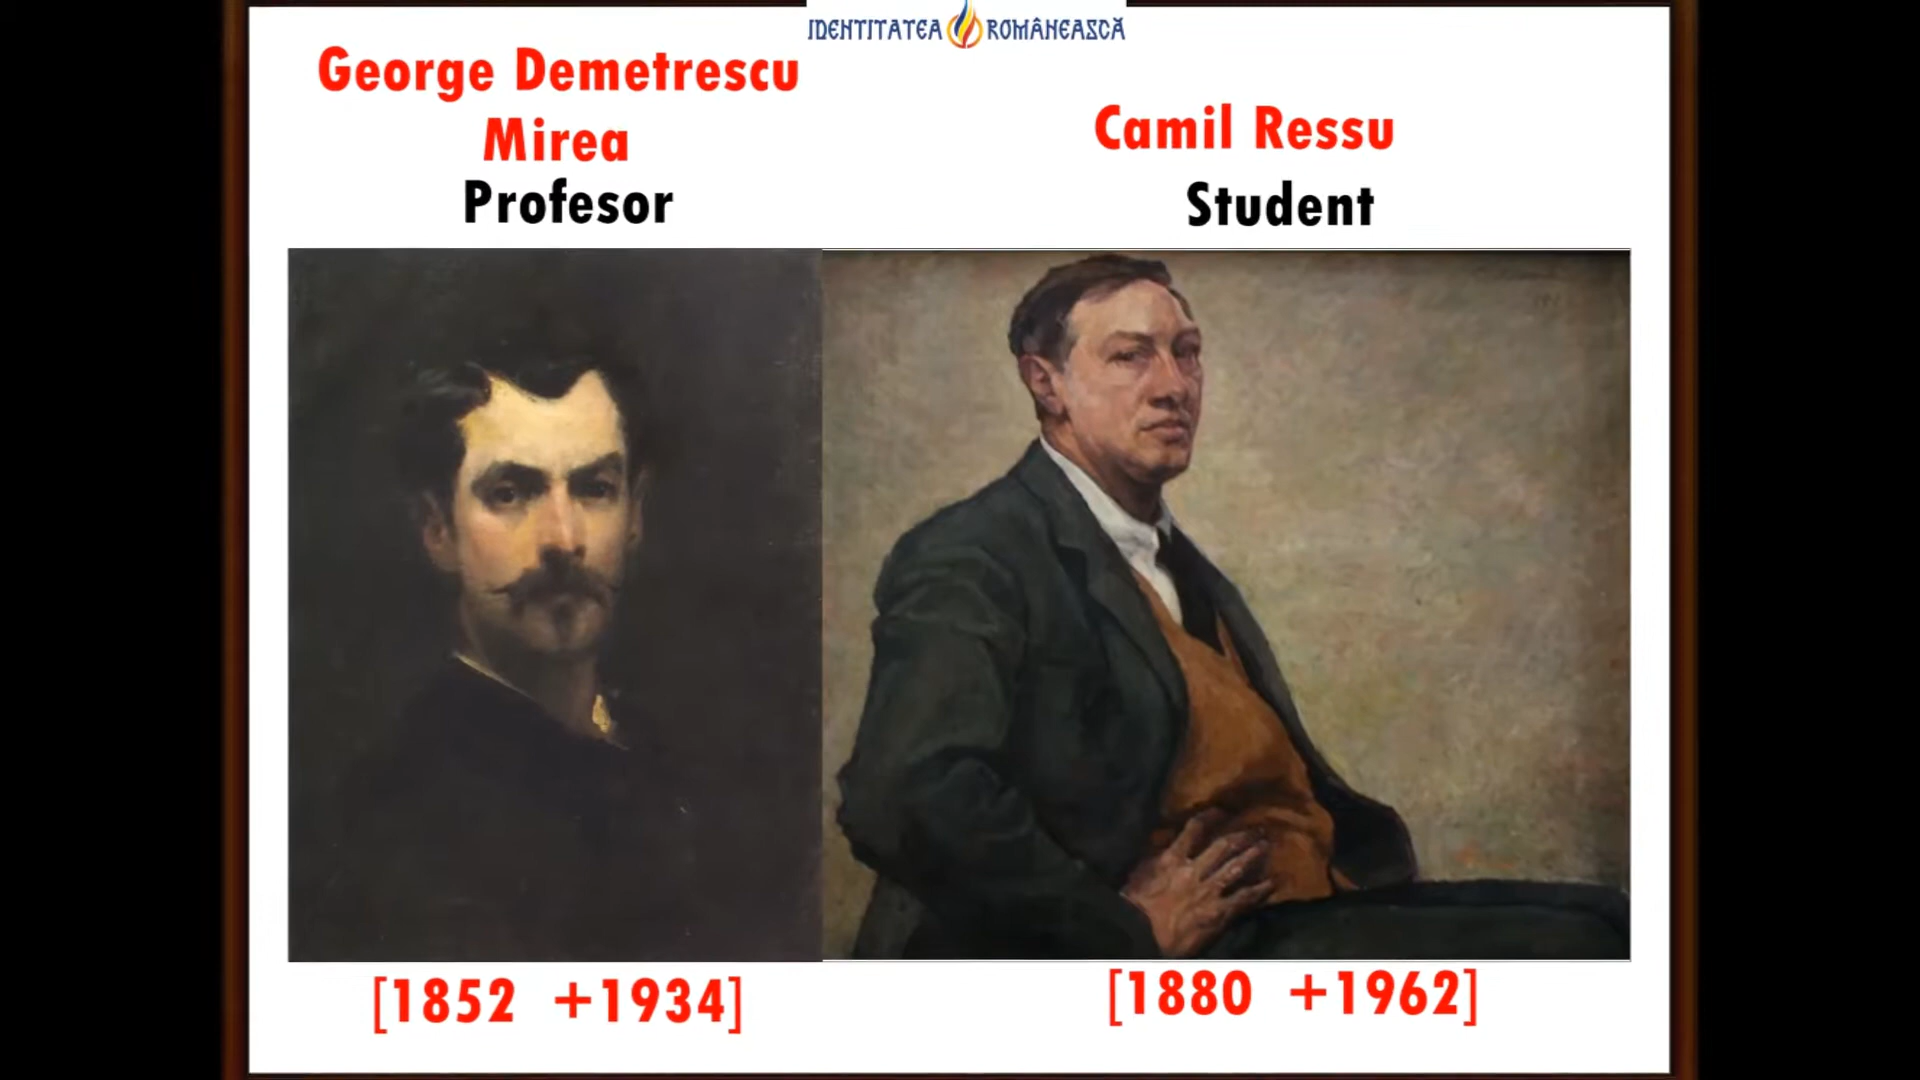 IDENTITATEA ROMÂNEASCĂ
George Demetrescu
Mirea
Profesor
Camil Ressu
Student
[1852 +1934]
[1880 +1962]